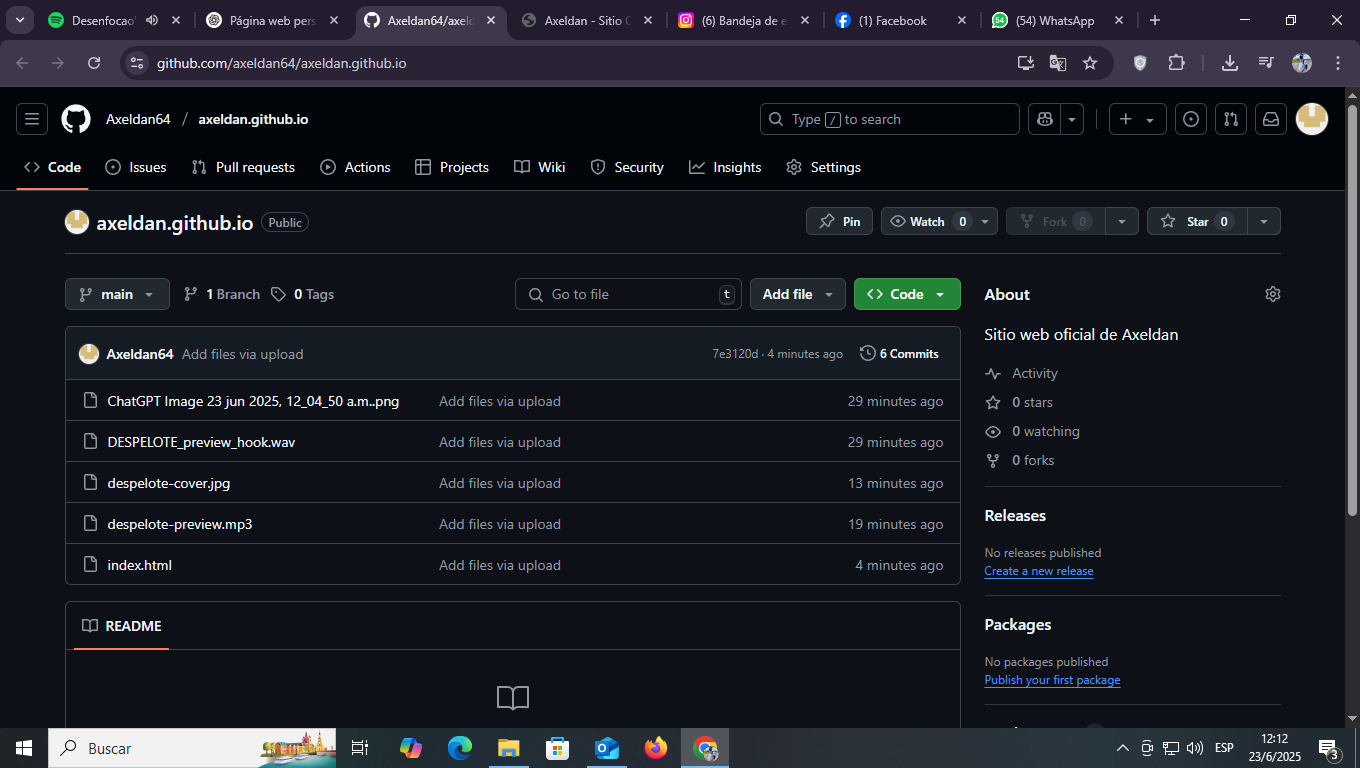 Desenfocao'
Página web pers
Axeldan64/axeld
Axeldan - Sitio O
(6) Bandeja de e
(1) Facebook
54
(54) WhatsApp
github.com/axeldan64/axeldan.github.io
Axeldan64 / axeldan.github.io
Type / to search
Code
Issues
Pull requests
Actions
Projects
Wiki
Security
Insights
Settings
axeldan.github.io Public
Pin
Watch 0
Fork 0
Star 0
main
1 Branch
0 Tags
Go to file t
Add file
Code
Axeldan64 Add files via upload 7e3120d · 4 minutes ago 6 Commits
ChatGPT Image 23 jun 2025, 12_04_50 a.m..png Add files via upload 29 minutes ago
DESPELOTE_preview_hook.wav Add files via upload 29 minutes ago
despelote-cover.jpg Add files via upload 13 minutes ago
despelote-preview.mp3 Add files via upload 19 minutes ago
index.html Add files via upload 4 minutes ago
README
About
Sitio web oficial de Axeldan
Activity
0 stars
0 watching
0 forks
Releases
No releases published
Create a new release
Packages
No packages published
Publish your first package
Buscar
ESP
12:12
23/6/2025
3